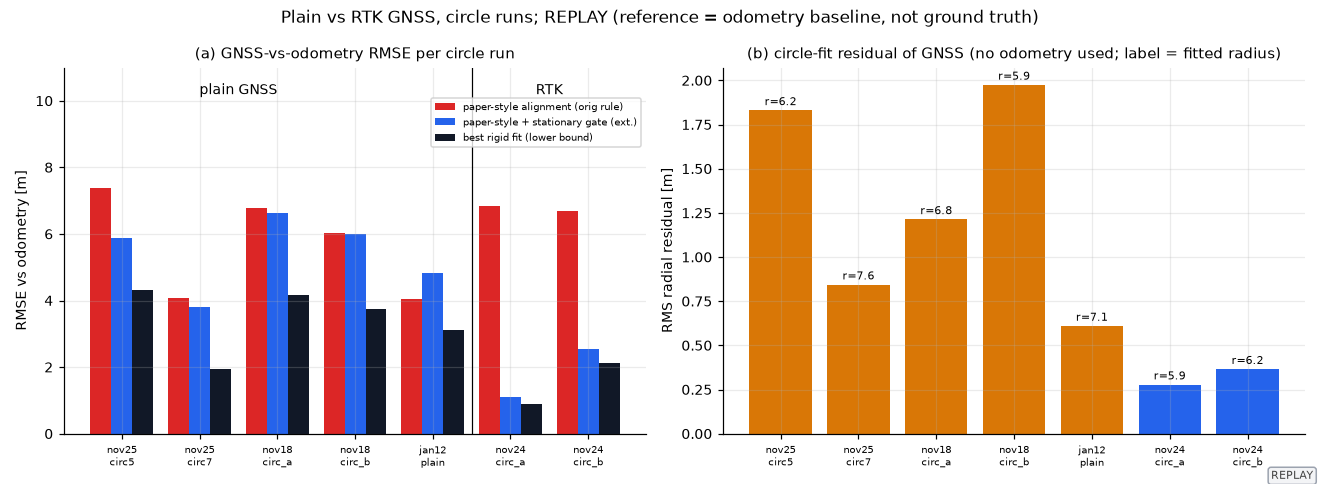 Plain vs RTK GNSS, circle runs; REPLAY (reference = odometry baseline, not ground truth)
(a) GNSS-vs-odometry RMSE per circle run
plain GNSS
RTK
paper-style alignment (orig rule)
paper-style + stationary gate (ext.)
best rigid fit (lower bound)
RMSE vs odometry [m]
10
8
6
4
2
0
nov25
circ5
nov25
circ7
nov18
circ_a
nov18
circ_b
jan12
plain
nov24
circ_a
nov24
circ_b
(b) circle-fit residual of GNSS (no odometry used; label = fitted radius)
RMS radial residual [m]
2.00
1.75
1.50
1.25
1.00
0.75
0.50
0.25
0.00
r=6.2
r=7.6
r=6.8
r=5.9
r=7.1
r=5.9
r=6.2
nov25
circ5
nov25
circ7
nov18
circ_a
nov18
circ_b
jan12
plain
nov24
circ_a
nov24
circ_b
REPLAY